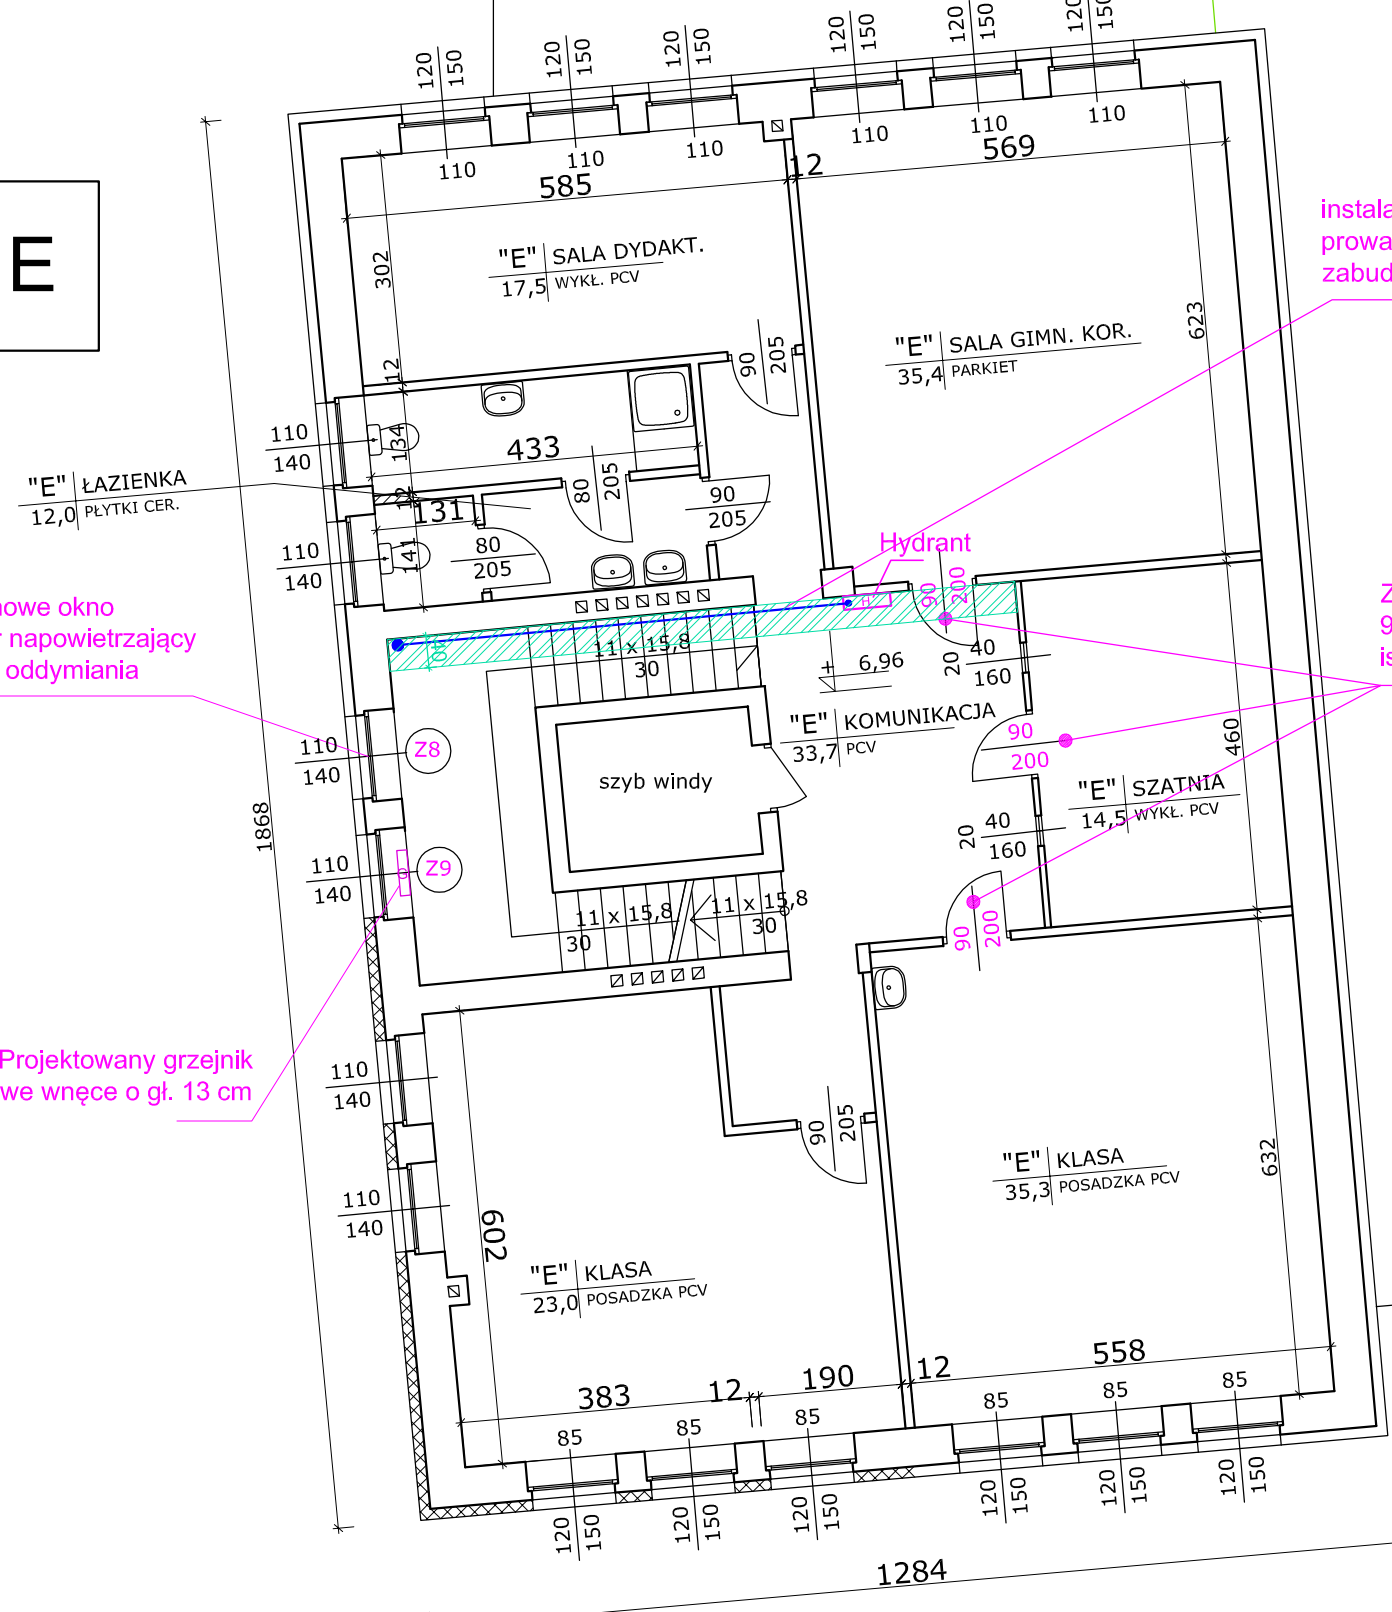 E
120
150
120
150
120
150
120
150
120
150
120
150
110
110
110
110
110
110
585
12
569
302
623
"E" SALA DYDAKT.
17,5 WYKŁ. PCV
"E" SALA GIMN. KOR.
35,4 PARKIET
instala
prowa
zabud
12
90
205
110
140
134
433
"E" ŁAZIENKA
12,0 PŁYTKI CER.
80
205
90
205
12
131
110
140
141
80
205
Hydrant
H
90
200
nowe okno
r napowietrzający
oddymiania
Z
9
is
10
11 x 15,8
30
6,96
20
40
160
"E" KOMUNIKACJA
33,7 PCV
90
200
460
110
140
Z8
szyb windy
"E" SZATNIA
14,5 WYKŁ. PCV
1868
20
40
160
110
140
Z9
11 x 15,8
30
11 x 15,8
30
90
200
Projektowany grzejnik
we wnęce o gł. 13 cm
110
140
90
205
632
"E" KLASA
35,3 POSADZKA PCV
110
140
602
"E" KLASA
23,0 POSADZKA PCV
383
12
190
12
558
85
85
85
85
85
85
120
150
120
150
120
150
120
150
120
150
120
150
1284